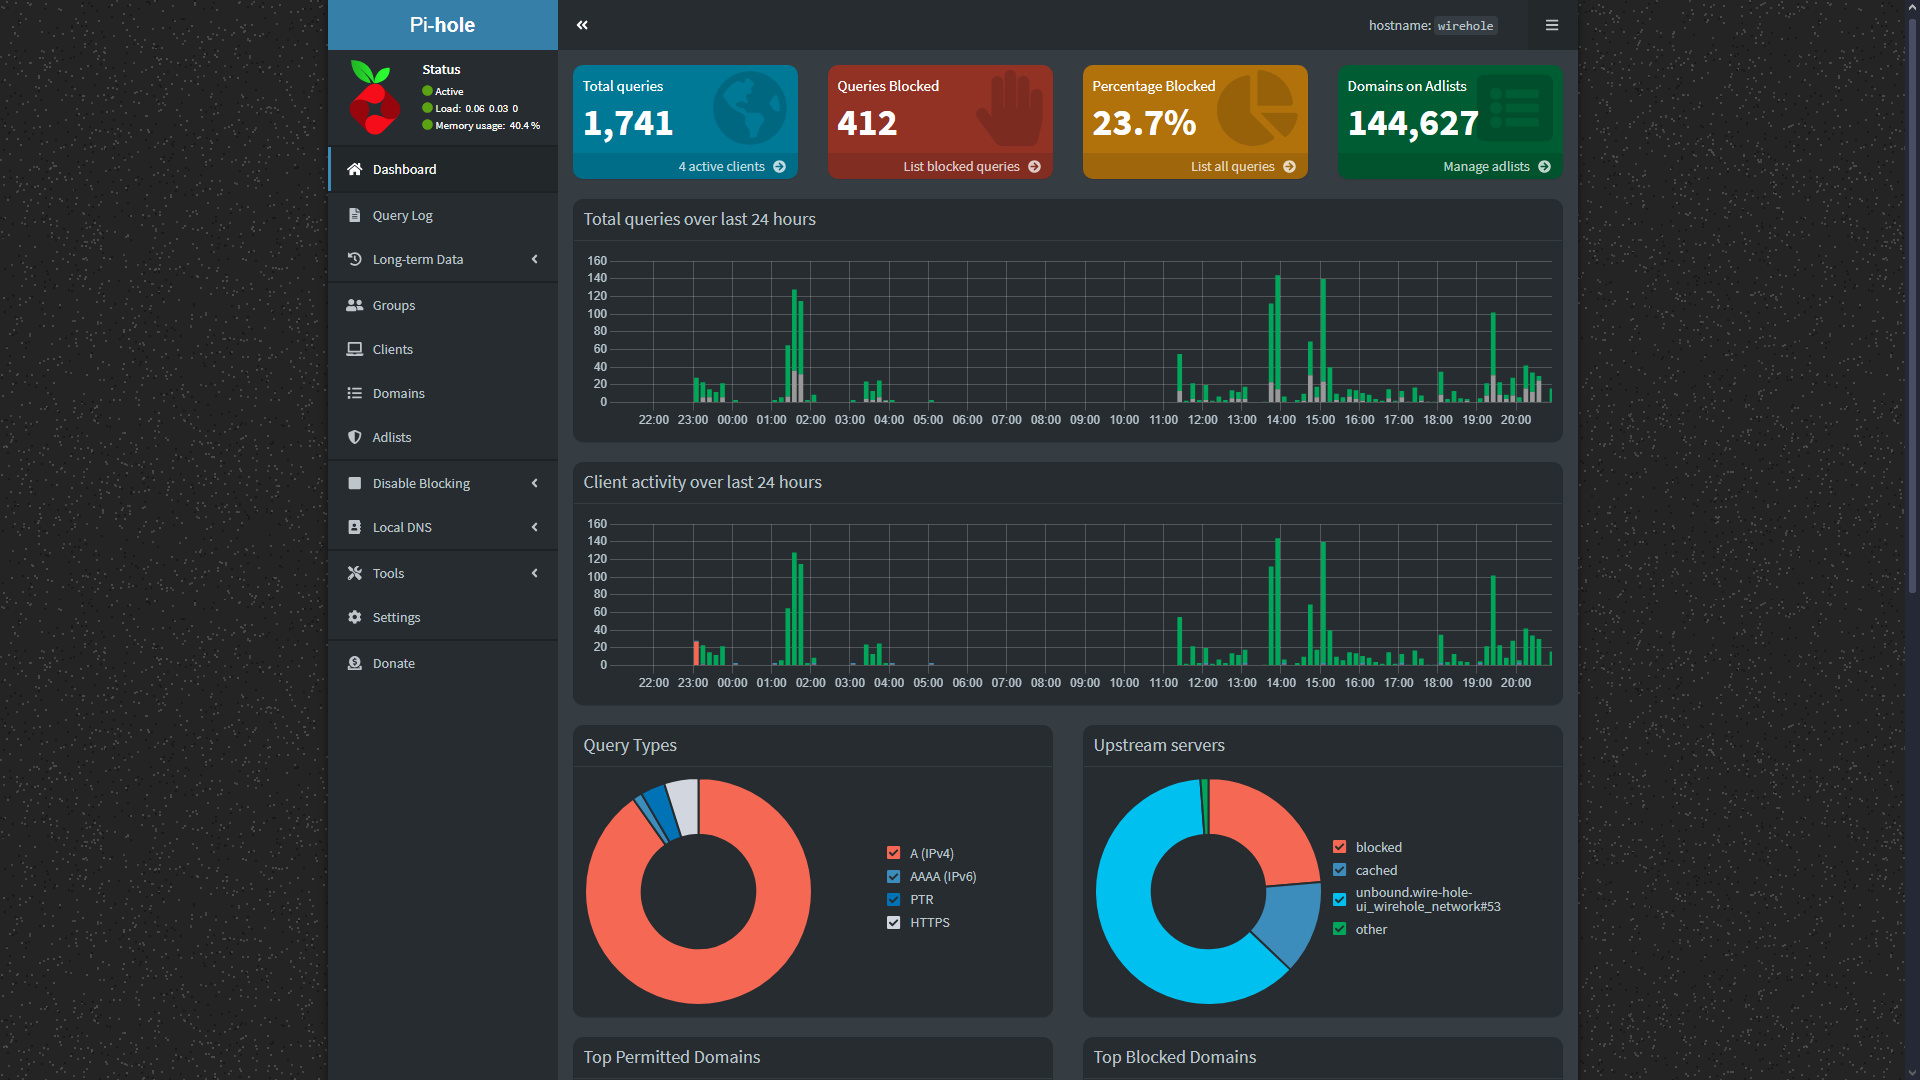 Pi-hole
hostname: wirehole
Status
Active
Load: 0.06 0.03 0
Memory usage: 40.4 %
Dashboard
Query Log
Long-term Data
Groups
Clients
Domains
Adlists
Disable Blocking
Local DNS
Tools
Settings
Donate
Total queries
1,741
4 active clients
Queries Blocked
412
List blocked queries
Percentage Blocked
23.7%
List all queries
Domains on Adlists
144,627
Manage adlists
Total queries over last 24 hours
160
140
120
100
80
60
40
20
0
22:00 23:00 00:00 01:00 02:00 03:00 04:00 05:00 06:00 07:00 08:00 09:00 10:00 11:00 12:00 13:00 14:00 15:00 16:00 17:00 18:00 19:00 20:00
Client activity over last 24 hours
160
140
120
100
80
60
40
20
0
22:00 23:00 00:00 01:00 02:00 03:00 04:00 05:00 06:00 07:00 08:00 09:00 10:00 11:00 12:00 13:00 14:00 15:00 16:00 17:00 18:00 19:00 20:00
Query Types
A (IPv4)
AAAA (IPv6)
PTR
HTTPS
Upstream servers
blocked
cached
unbound.wire-hole-
ui_wirehole_network#53
other
Top Permitted Domains
Top Blocked Domains